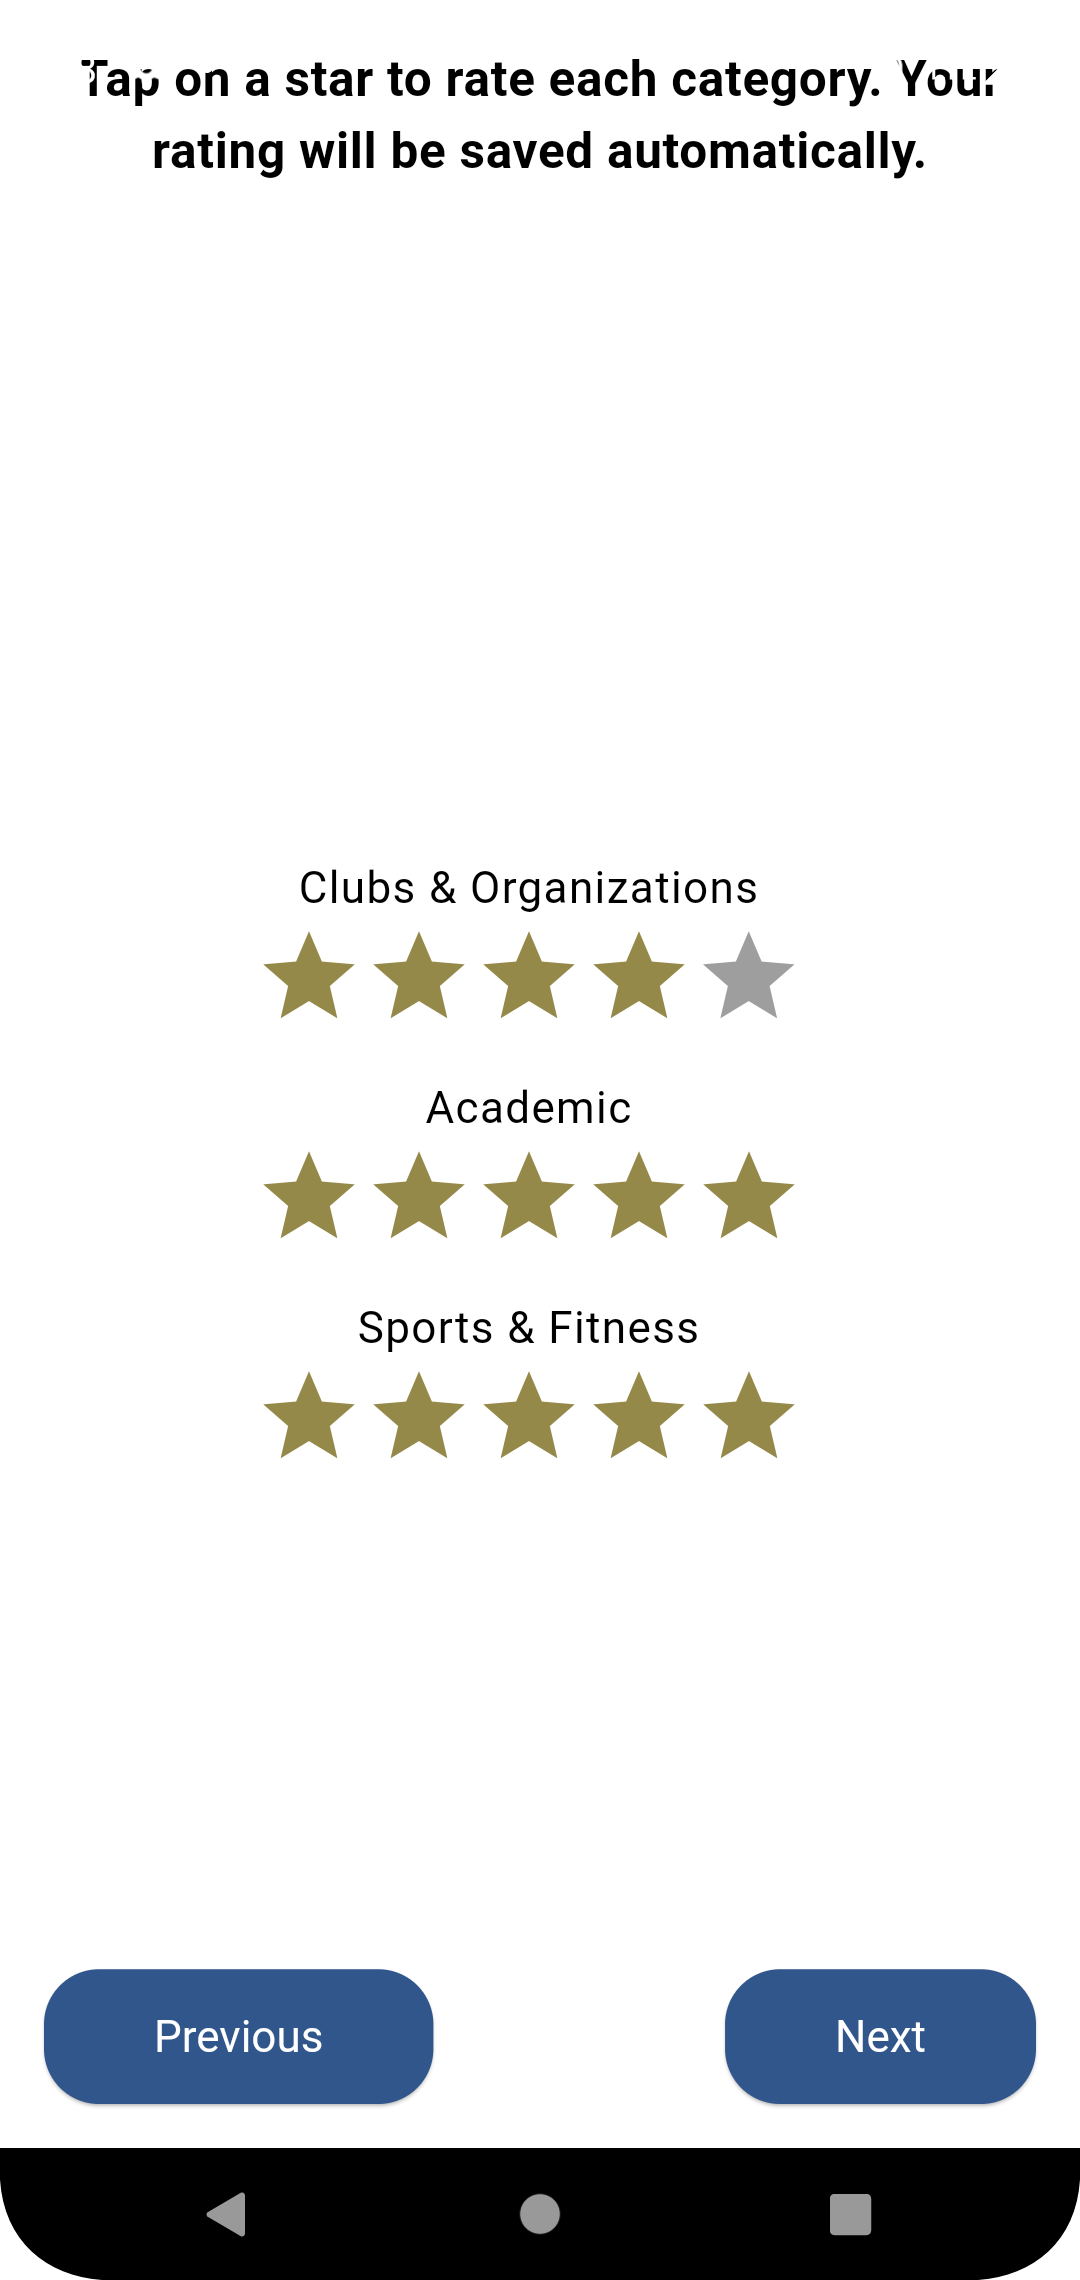 Tap on a star to rate each category. Your
rating will be saved automatically.
Clubs & Organizations
Academic
Sports & Fitness
Previous
Next